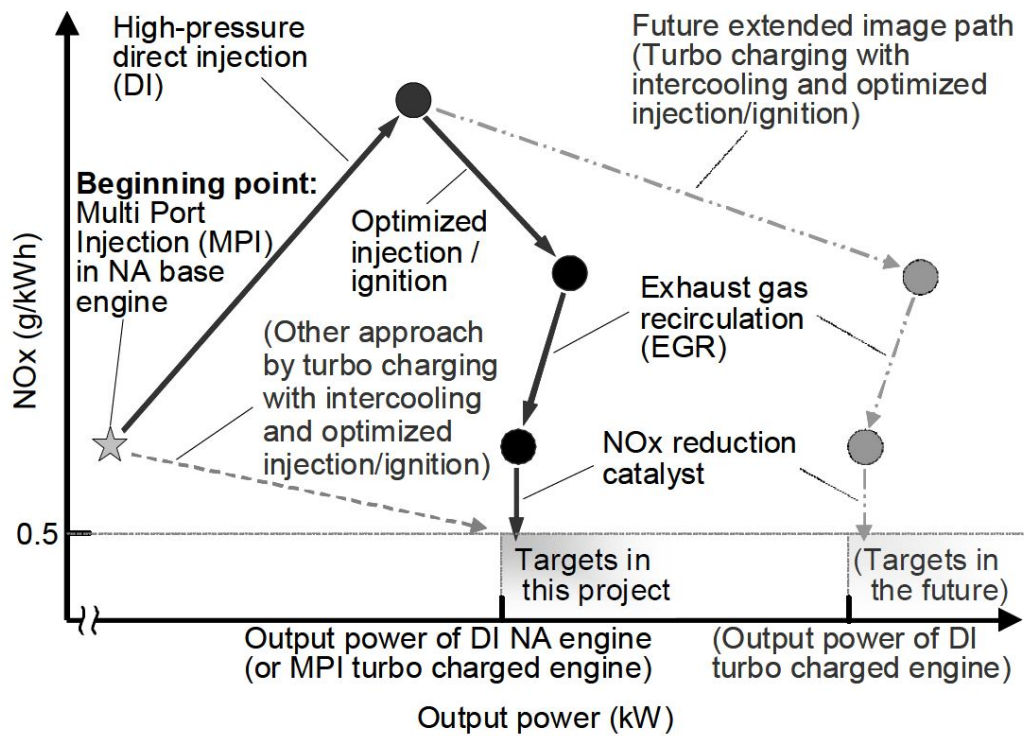 High-pressure
direct injection
(DI)
Future extended image path
(Turbo charging with
intercooling and optimized
injection/ignition)
Beginning point:
Multi Port
Injection (MPI)
in NA base
engine
Optimized
injection /
ignition
Exhaust gas
recirculation
(EGR)
(Other approach
by turbo charging
with intercooling
and optimized
injection/ignition)
NOx reduction
catalyst
NOx (g/kWh)
0.5
Targets in
this project
(Targets in
the future)
Output power of DI NA engine
(or MPI turbo charged engine)
(Output power of DI
turbo charged engine)
Output power (kW)